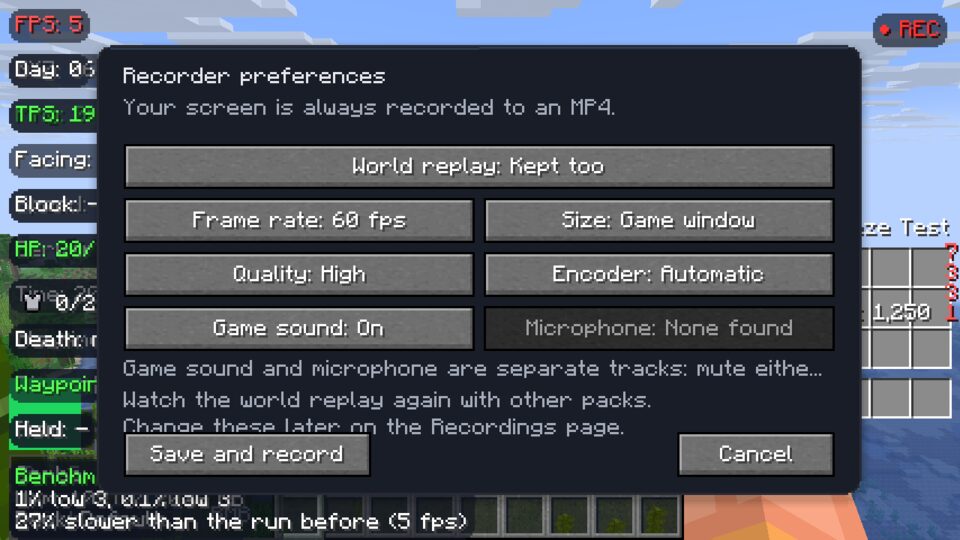 FPS: 5
REC
Day: 06
Recorder preferences
Your screen is always recorded to an MP4.
TPS: 19
Facing:
World replay: Kept too
Block: -
Frame rate: 60 fps
Size: Game window
ze Test
HP: 20/
Quality: High
Encoder: Automatic
0/2
Game sound: On
Microphone: None found
1,250
Death:
Game sound and microphone are separate tracks: mute eithe...
Waypoin
Watch the world replay again with other packs.
Held: -
Change these later on the Recordings page.
Save and record
Cancel
Benchm
1% low 3, 0.1% low 3
27% slower than the run before (5 fps)